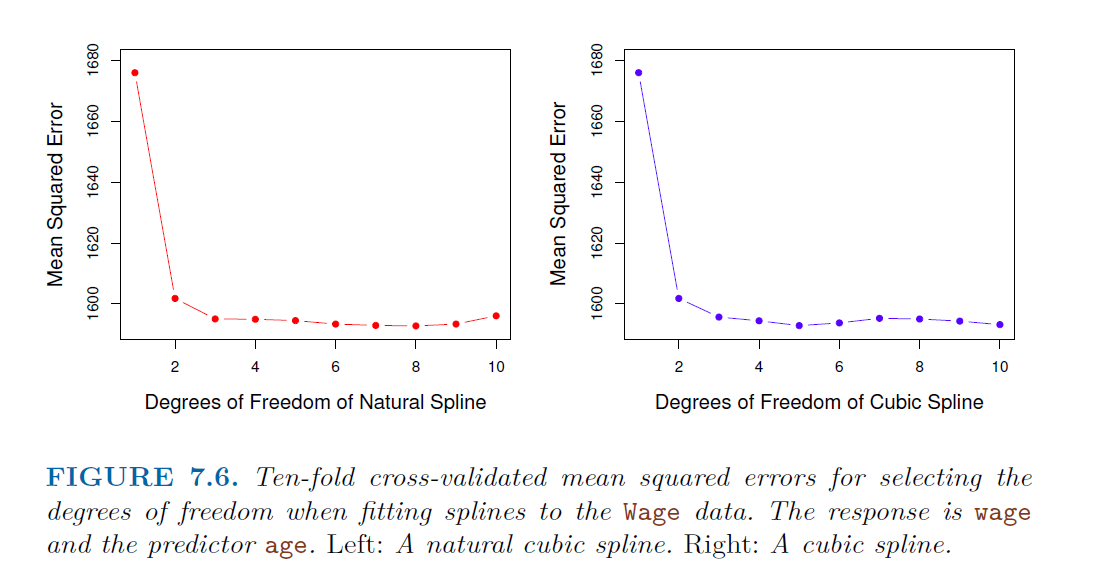 Mean Squared Error
1600 1620 1640 1660 1680
2 4 6 8 10
Degrees of Freedom of Natural Spline
Mean Squared Error
1600 1620 1640 1660 1680
2 4 6 8 10
Degrees of Freedom of Cubic Spline
FIGURE 7.6. Ten-fold cross-validated mean squared errors for selecting the
degrees of freedom when fitting splines to the Wage data. The response is wage
and the predictor age. Left: A natural cubic spline. Right: A cubic spline.